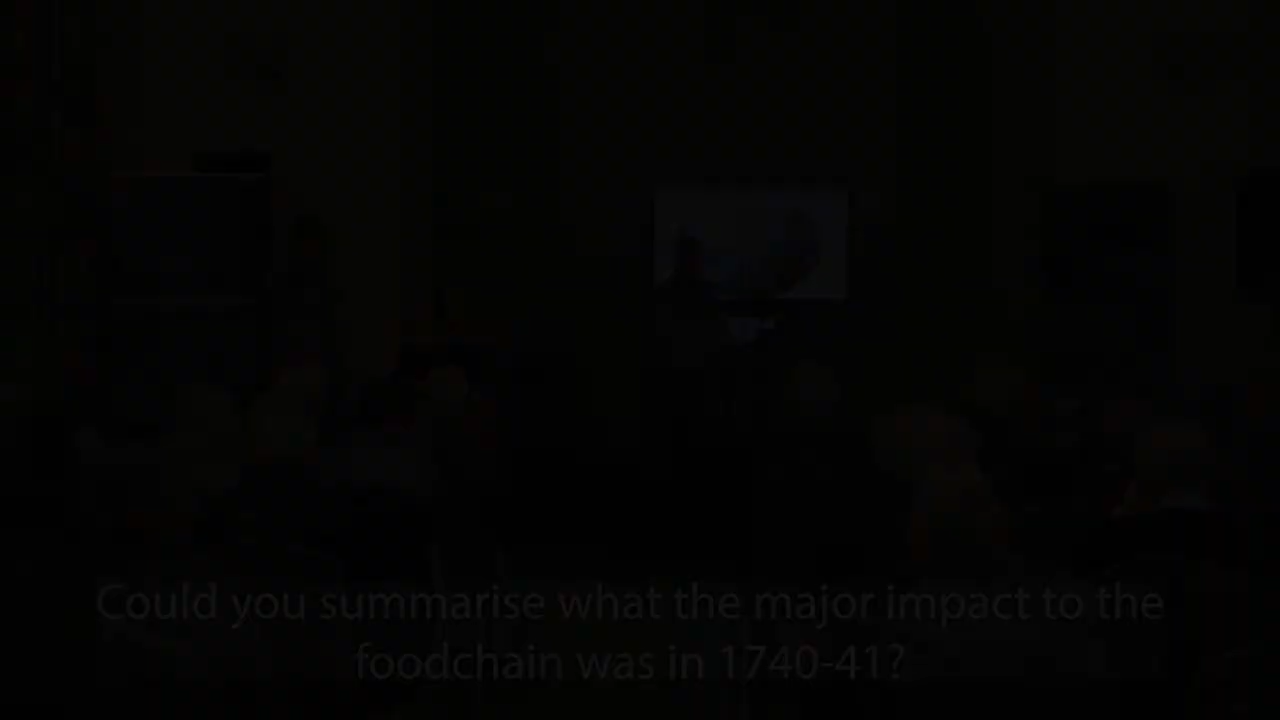 Could you summarise what the major impact to the
foodchain was in 1740-41?